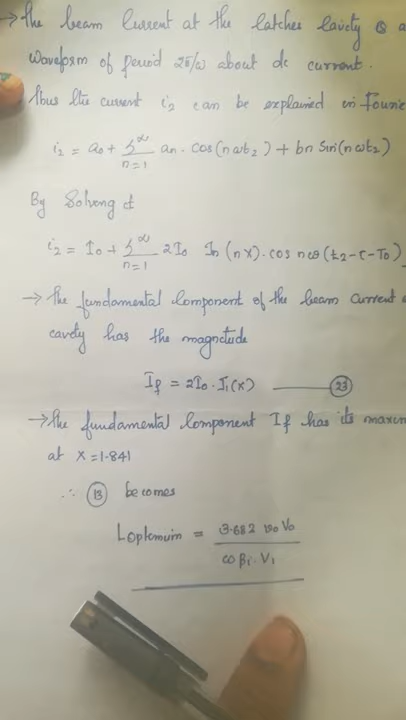 → The beam current at the catcher cavity is a
waveform of period 2π/ω about dc current.
Thus the current i₂ can be explained in Fourie
i₂ = a₀ + ∑ⁿ⁼¹^∞ an · cos(nωt₂) + bn Sin(nωt₂)
By Solving it
i₂ = I₀ + ∑ⁿ⁼¹^∞ 2I₀ Jn(nX)·cos nω(t₂-τ-T₀)
→ The fundamental component of the beam current
cavity has the magnitude
If = 2I₀·J₁(X) —— 23
→ The fundamental component If has its maxim
at X = 1.841
∴ 13 becomes
Loptimum = 3.682 v₀ V₀ / ω βi·V₁